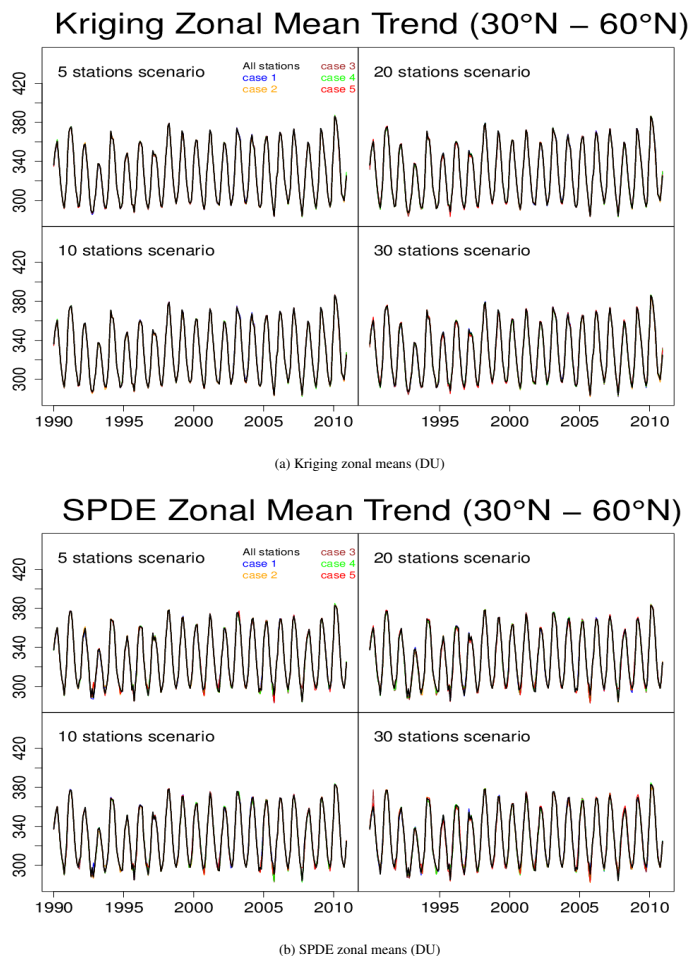 Kriging Zonal Mean Trend (30°N – 60°N)
5 stations scenario
All stations
case 1
case 2
case 3
case 4
case 5
20 stations scenario
420
380
340
300
10 stations scenario
30 stations scenario
420
380
340
300
1990 1995 2000 2005 2010 1995 2000 2005 2010
(a) Kriging zonal means (DU)
SPDE Zonal Mean Trend (30°N – 60°N)
5 stations scenario
All stations
case 1
case 2
case 3
case 4
case 5
20 stations scenario
420
380
340
300
10 stations scenario
30 stations scenario
420
380
340
300
1990 1995 2000 2005 2010 1995 2000 2005 2010
(b) SPDE zonal means (DU)